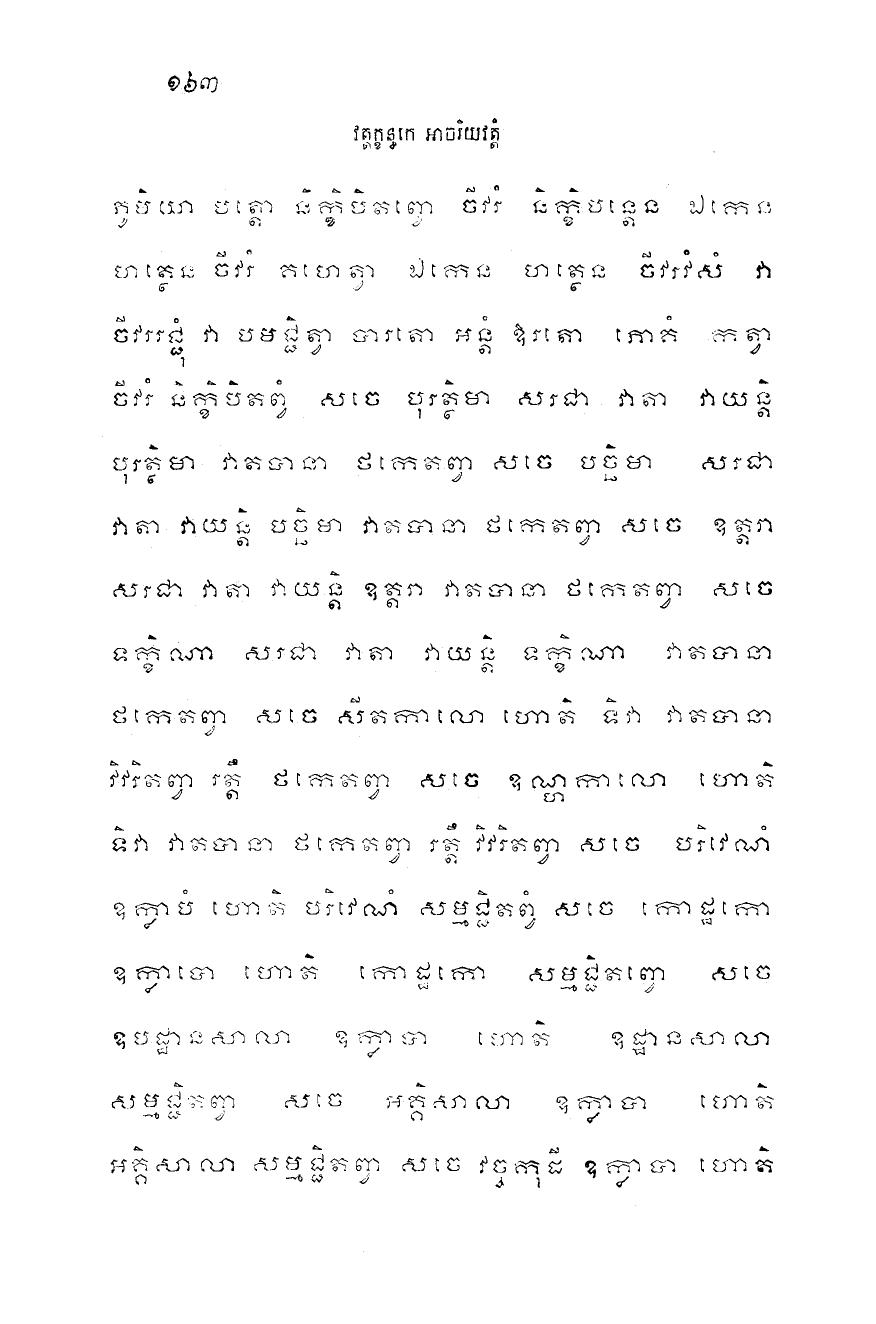 ១៦៣
វត្តក្ខន្ធកេ អាចរិយវត្តំ
ភូមិយា បត្តោ និក្ខិបិតព្វោ ចីវរំ និក្ខិបន្តេន ឯកេន
ហត្ថេន ចីវរំ គហេត្វា ឯកេន ហត្ថេន ចីវរវំសំ វា
ចីវររជ្ជុំ វា បមជ្ជិត្វា បារតោ អន្តំ ឱរតោ ភោគំ កត្វា
ចីវរំ និក្ខិបិតព្វំ សចេ បុរត្ថិមា សរជា វាតា វាយន្តិ
បុរត្ថិមា វាតបានា ថកេតព្វា សចេ បច្ឆិមា សរជា
វាតា វាយន្តិ បច្ឆិមា វាតបានា ថកេតព្វា សចេ ឧត្តរា
សរជា វាតា វាយន្តិ ឧត្តរា វាតបានា ថកេតព្វា សចេ
ទក្ខិណា សរជា វាតា វាយន្តិ ទក្ខិណា វាតបានា
ថកេតព្វា សចេ សីតកាលោ ហោតិ ទិវា វាតបានា
វិវរិតព្វា រត្តឹ ថកេតព្វា សចេ ឧណ្ហកាលោ ហោតិ
ទិវា វាតបានា ថកេតព្វា រត្តឹ វិវរិតព្វា សចេ បរិវេណំ
ឧក្លាបំ ហោតិ បរិវេណំ សម្មជ្ជិតព្វំ សចេ កោដ្ឋកោ
ឧក្លាបោ ហោតិ កោដ្ឋកោ សម្មជ្ជិតព្វោ សចេ
ឧបដ្ឋានសាលា ឧក្លាបា ហោតិ ឧដ្ឋានសាលា
សម្មជ្ជិតព្វា សចេ អគ្គិសាលា ឧក្លាបា ហោតិ
អគ្គិសាលា សម្មជ្ជិតព្វា សចេ វច្ចកុដី ឧក្លាបា ហោតិ